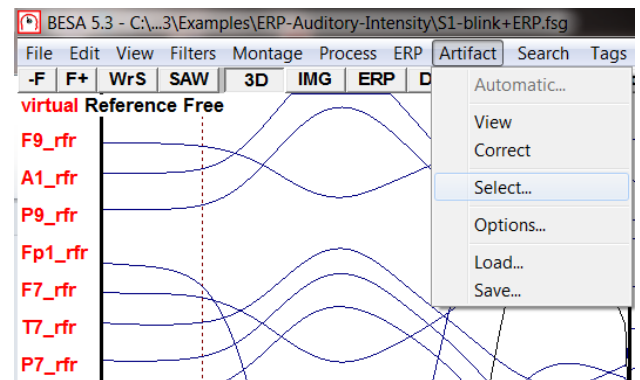 BESA 5.3 - C:\...3\Examples\ERP-Auditory-Intensity\S1-blink+ERP.fsg
File Edit View Filters Montage Process ERP Artifact Search Tags
-F F+ WrS SAW 3D IMG ERP D
Automatic...
View
Correct
Select...
Options...
Load...
Save...
virtual Reference Free
F9_rfr
A1_rfr
P9_rfr
Fp1_rfr
F7_rfr
T7_rfr
P7_rfr